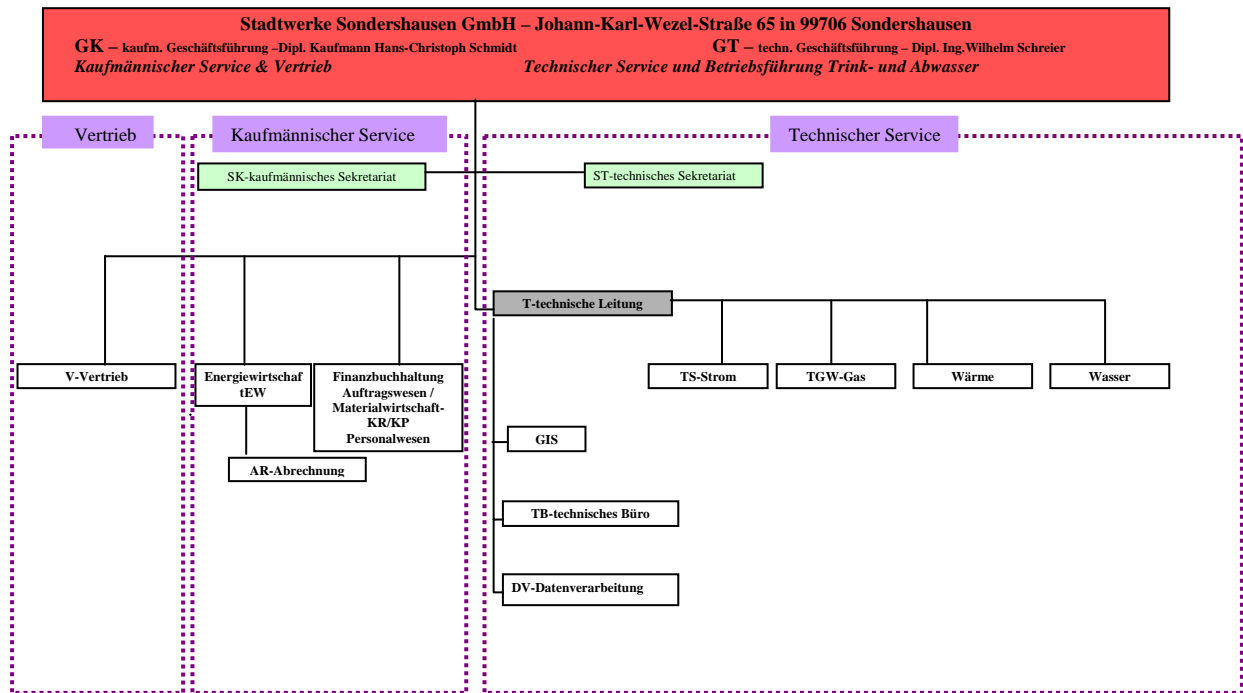 Stadtwerke Sondershausen GmbH – Johann-Karl-Wezel-Straße 65 in 99706 Sondershausen
GK – kaufm. Geschäftsführung –Dipl. Kaufmann Hans-Christoph Schmidt GT – techn. Geschäftsführung – Dipl. Ing.Wilhelm Schreier
Kaufmännischer Service & Vertrieb Technischer Service und Betriebsführung Trink- und Abwasser
Vertrieb
Kaufmännischer Service
Technischer Service
SK-kaufmännisches Sekretariat
ST-technisches Sekretariat
T-technische Leitung
V-Vertrieb
Energiewirtschaf
tEW
Finanzbuchhaltung
Auftragswesen /
Materialwirtschaft-
KR/KP
Personalwesen
TS-Strom
TGW-Gas
Wärme
Wasser
GIS
AR-Abrechnung
TB-technisches Büro
DV-Datenverarbeitung